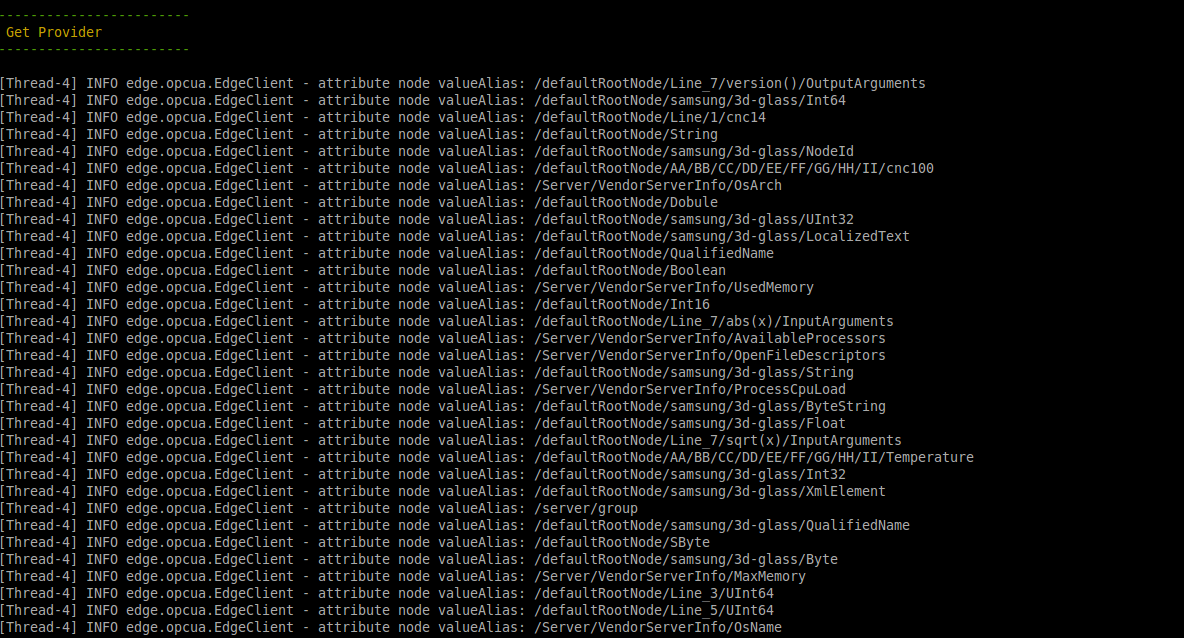 ------------------------
Get Provider
------------------------
[Thread-4] INFO edge.opcua.EdgeClient - attribute node valueAlias: /defaultRootNode/Line_7/version()/OutputArguments
[Thread-4] INFO edge.opcua.EdgeClient - attribute node valueAlias: /defaultRootNode/samsung/3d-glass/Int64
[Thread-4] INFO edge.opcua.EdgeClient - attribute node valueAlias: /defaultRootNode/Line/1/cnc14
[Thread-4] INFO edge.opcua.EdgeClient - attribute node valueAlias: /defaultRootNode/String
[Thread-4] INFO edge.opcua.EdgeClient - attribute node valueAlias: /defaultRootNode/samsung/3d-glass/NodeId
[Thread-4] INFO edge.opcua.EdgeClient - attribute node valueAlias: /defaultRootNode/AA/BB/CC/DD/EE/FF/GG/HH/II/cnc100
[Thread-4] INFO edge.opcua.EdgeClient - attribute node valueAlias: /Server/VendorServerInfo/OsArch
[Thread-4] INFO edge.opcua.EdgeClient - attribute node valueAlias: /defaultRootNode/Dobule
[Thread-4] INFO edge.opcua.EdgeClient - attribute node valueAlias: /defaultRootNode/samsung/3d-glass/UInt32
[Thread-4] INFO edge.opcua.EdgeClient - attribute node valueAlias: /defaultRootNode/samsung/3d-glass/LocalizedText
[Thread-4] INFO edge.opcua.EdgeClient - attribute node valueAlias: /defaultRootNode/QualifiedName
[Thread-4] INFO edge.opcua.EdgeClient - attribute node valueAlias: /defaultRootNode/Boolean
[Thread-4] INFO edge.opcua.EdgeClient - attribute node valueAlias: /Server/VendorServerInfo/UsedMemory
[Thread-4] INFO edge.opcua.EdgeClient - attribute node valueAlias: /defaultRootNode/Int16
[Thread-4] INFO edge.opcua.EdgeClient - attribute node valueAlias: /defaultRootNode/Line_7/abs(x)/InputArguments
[Thread-4] INFO edge.opcua.EdgeClient - attribute node valueAlias: /Server/VendorServerInfo/AvailableProcessors
[Thread-4] INFO edge.opcua.EdgeClient - attribute node valueAlias: /Server/VendorServerInfo/OpenFileDescriptors
[Thread-4] INFO edge.opcua.EdgeClient - attribute node valueAlias: /defaultRootNode/samsung/3d-glass/String
[Thread-4] INFO edge.opcua.EdgeClient - attribute node valueAlias: /Server/VendorServerInfo/ProcessCpuLoad
[Thread-4] INFO edge.opcua.EdgeClient - attribute node valueAlias: /defaultRootNode/samsung/3d-glass/ByteString
[Thread-4] INFO edge.opcua.EdgeClient - attribute node valueAlias: /defaultRootNode/samsung/3d-glass/Float
[Thread-4] INFO edge.opcua.EdgeClient - attribute node valueAlias: /defaultRootNode/Line_7/sqrt(x)/InputArguments
[Thread-4] INFO edge.opcua.EdgeClient - attribute node valueAlias: /defaultRootNode/AA/BB/CC/DD/EE/FF/GG/HH/II/Temperature
[Thread-4] INFO edge.opcua.EdgeClient - attribute node valueAlias: /defaultRootNode/samsung/3d-glass/Int32
[Thread-4] INFO edge.opcua.EdgeClient - attribute node valueAlias: /defaultRootNode/samsung/3d-glass/XmlElement
[Thread-4] INFO edge.opcua.EdgeClient - attribute node valueAlias: /server/group
[Thread-4] INFO edge.opcua.EdgeClient - attribute node valueAlias: /defaultRootNode/samsung/3d-glass/QualifiedName
[Thread-4] INFO edge.opcua.EdgeClient - attribute node valueAlias: /defaultRootNode/SByte
[Thread-4] INFO edge.opcua.EdgeClient - attribute node valueAlias: /defaultRootNode/samsung/3d-glass/Byte
[Thread-4] INFO edge.opcua.EdgeClient - attribute node valueAlias: /Server/VendorServerInfo/MaxMemory
[Thread-4] INFO edge.opcua.EdgeClient - attribute node valueAlias: /defaultRootNode/Line_3/UInt64
[Thread-4] INFO edge.opcua.EdgeClient - attribute node valueAlias: /defaultRootNode/Line_5/UInt64
[Thread-4] INFO edge.opcua.EdgeClient - attribute node valueAlias: /Server/VendorServerInfo/OsName